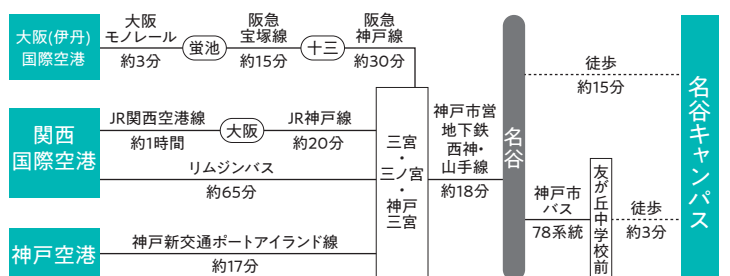 大阪(伊丹)
国際空港
大阪
モノレール
約3分
蛍池
阪急
宝塚線
約15分
十三
阪急
神戸線
約30分
関西
国際空港
JR関西空港線
約1時間
大阪
JR神戸線
約20分
リムジンバス
約65分
神戸空港
神戸新交通ポートアイランド線
約17分
三宮
・
三ノ宮
・
神戸
三宮
神戸市営
地下鉄
西神・
山手線
約18分
名谷
徒歩
約15分
神戸市
バス
78系統
友が丘中学校前
徒歩
約3分
名谷キャンパス